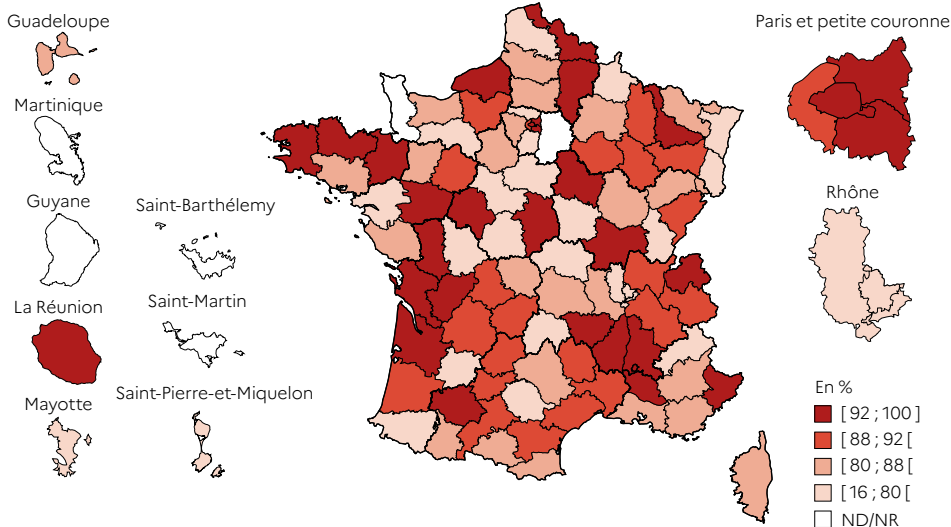 Guadeloupe
Martinique
Guyane
La Réunion
Mayotte
Saint-Barthélemy
Saint-Martin
Saint-Pierre-et-Miquelon
Paris et petite couronne
Rhône
En %
[ 92 ; 100 ]
[ 88 ; 92 [
[ 80 ; 88 [
[ 16 ; 80 [
ND/NR